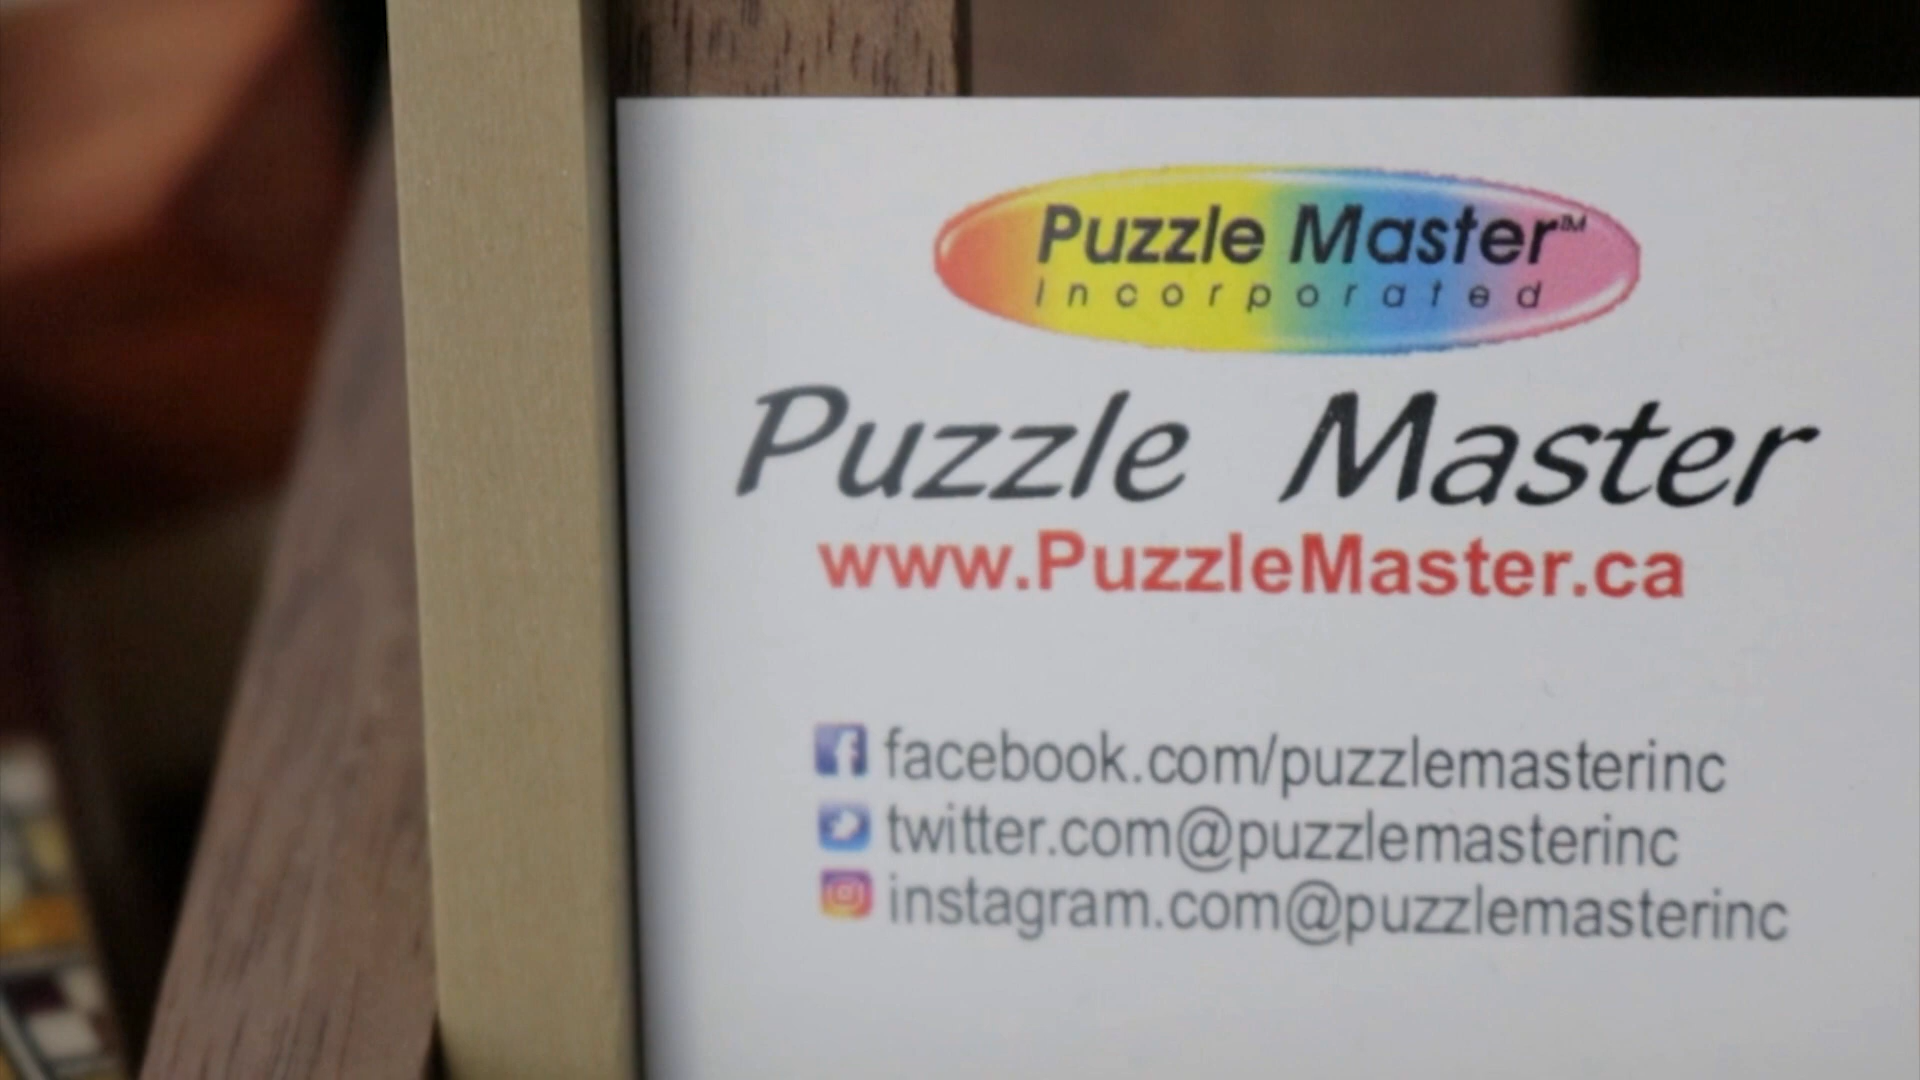 Puzzle Master™
Incorporated
Puzzle Master
www.PuzzleMaster.ca
facebook.com/puzzlemasterinc
twitter.com@puzzlemasterinc
instagram.com@puzzlemasterinc